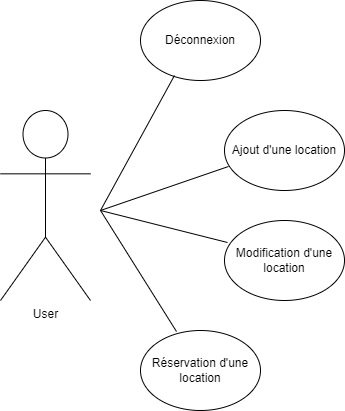 Déconnexion
Ajout d'une location
Modification d'une
location
User
Réservation d'une
location